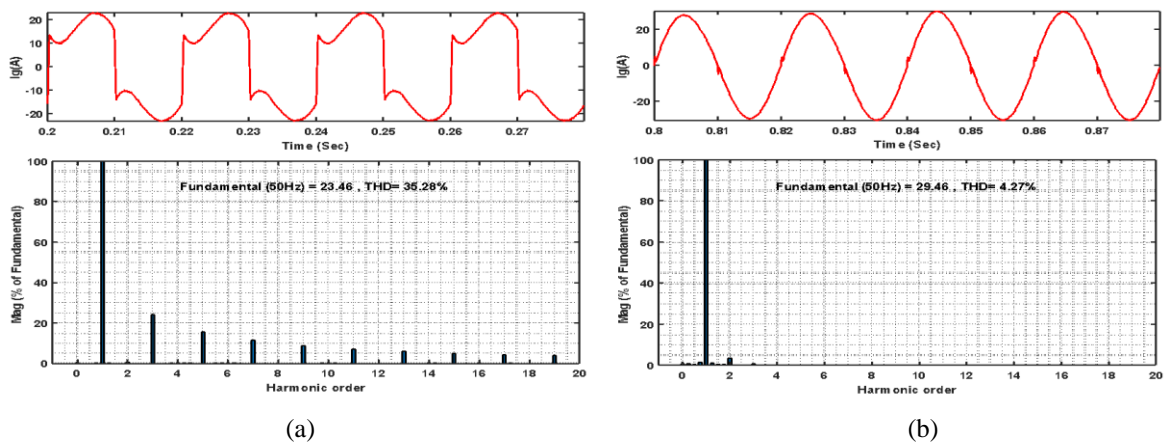 Ig(A)
20
10
0
-10
-20
0.2 0.21 0.22 0.23 0.24 0.25 0.26 0.27
Time (Sec)
Mag (% of Fundamental)
100
80
60
40
20
0
Fundamental (50Hz) = 23.46 , THD= 35.28%
0 2 4 6 8 10 12 14 16 18 20
Harmonic order
(a)
Ig(A)
20
0
-20
0.8 0.81 0.82 0.83 0.84 0.85 0.86 0.87
Time (Sec)
Mag (% of Fundamental)
100
80
60
40
20
0
Fundamental (50Hz) = 29.46 , THD= 4.27%
0 2 4 6 8 10 12 14 16 18 20
Harmonic order
(b)